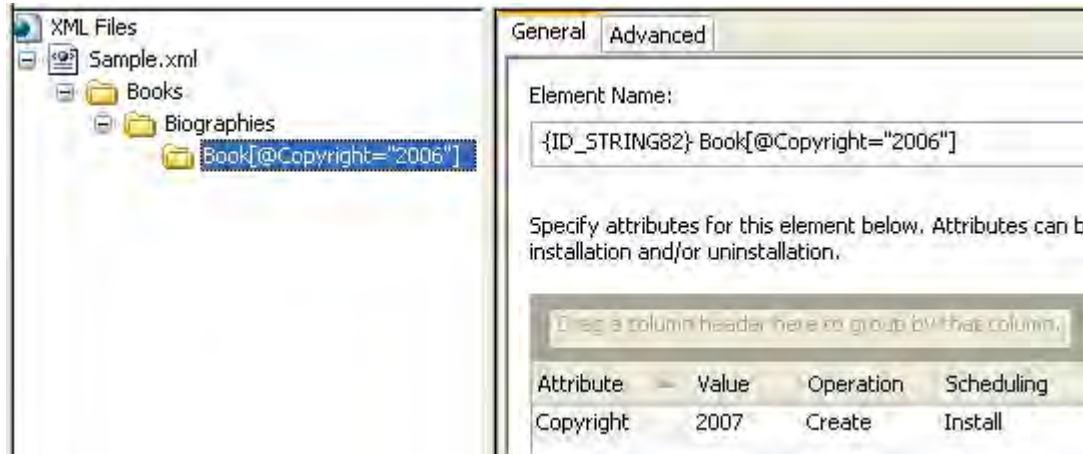 XML Files
Sample.xml
Books
Biographies
Book[@Copyright="2006"]
General Advanced
Element Name:
{ID_STRING82} Book[@Copyright="2006"]
Specify attributes for this element below. Attributes can b
installation and/or uninstallation.
Drag a column header here to group by that column.
Attribute Value Operation Scheduling
Copyright 2007 Create Install